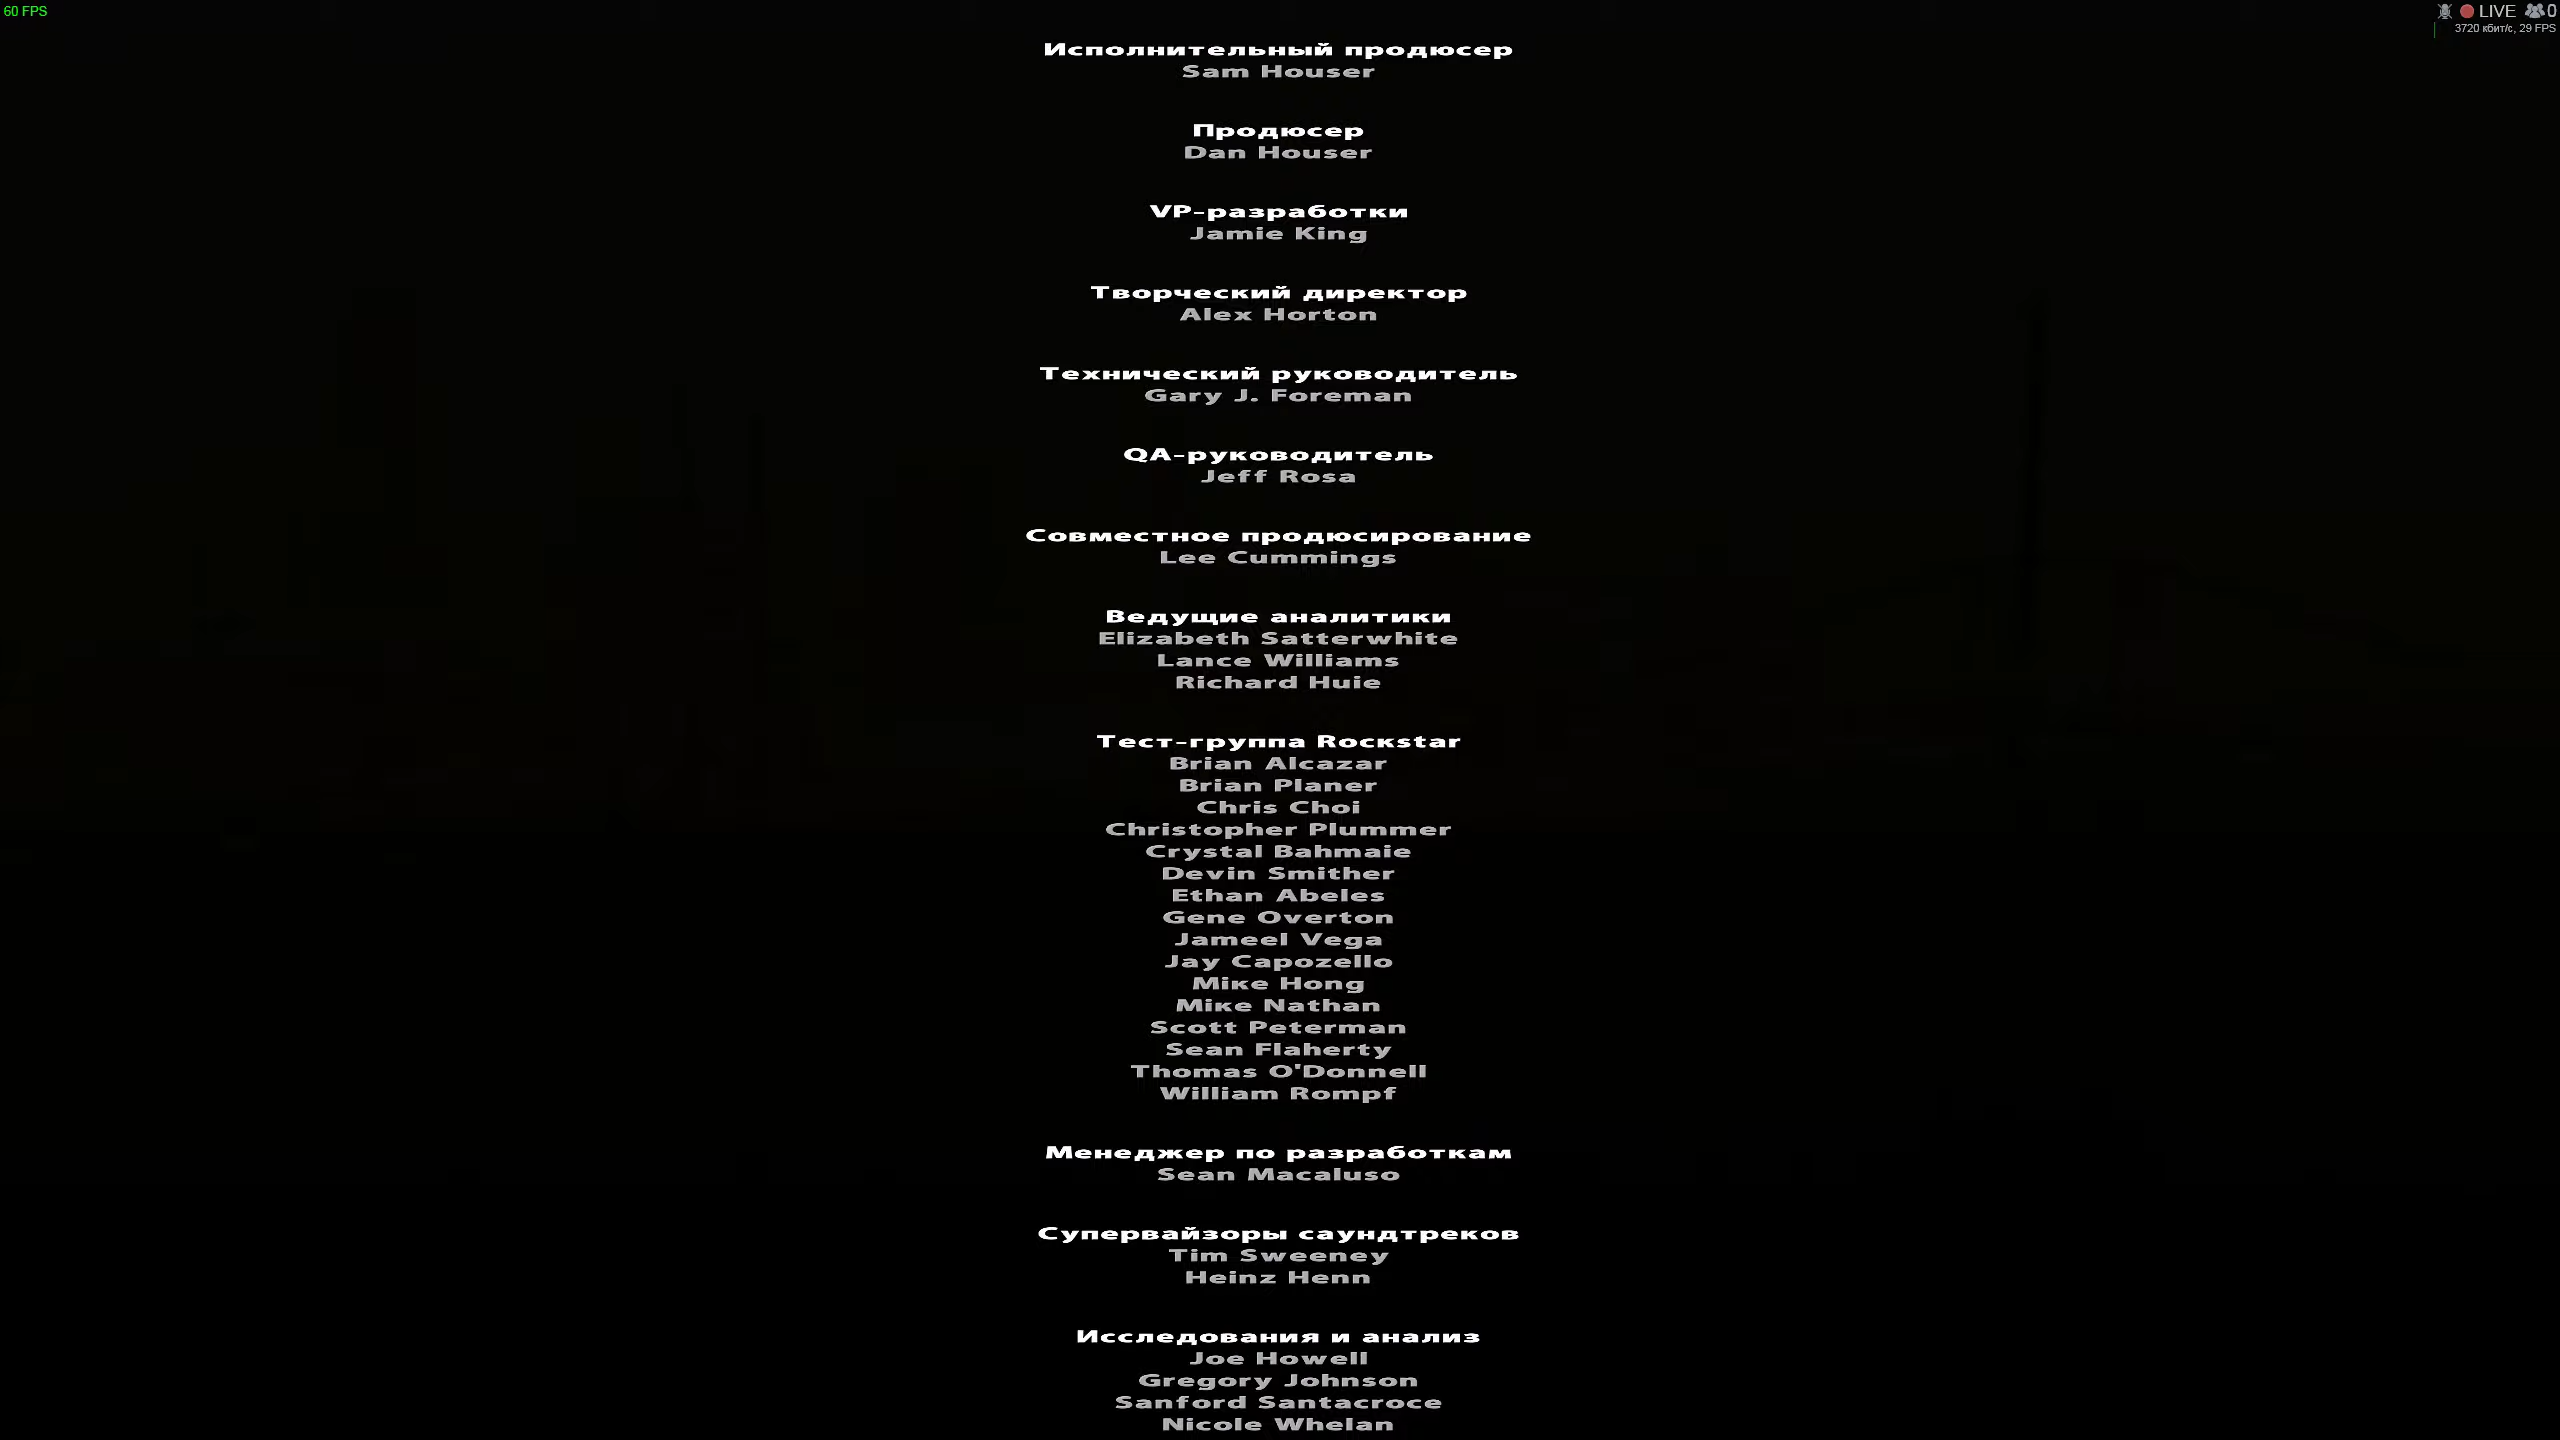 60 FPS
LIVE 0
3720 кбит/с, 29 FPS
Исполнительный продюсер
Sam Houser
Продюсер
Dan Houser
VP-разработки
Jamie King
Творческий директор
Alex Horton
Технический руководитель
Gary J. Foreman
QA-руководитель
Jeff Rosa
Совместное продюсирование
Lee Cummings
Ведущие аналитики
Elizabeth Satterwhite
Lance Williams
Richard Huie
Тест-группа Rockstar
Brian Alcazar
Brian Planer
Chris Choi
Christopher Plummer
Crystal Bahmaie
Devin Smither
Ethan Abeles
Gene Overton
Jameel Vega
Jay Capozello
Mike Hong
Mike Nathan
Scott Peterman
Sean Flaherty
Thomas O'Donnell
William Rompf
Менеджер по разработкам
Sean Macaluso
Супервайзоры саундтреков
Tim Sweeney
Heinz Henn
Исследования и анализ
Joe Howell
Gregory Johnson
Sanford Santacroce
Nicole Whelan